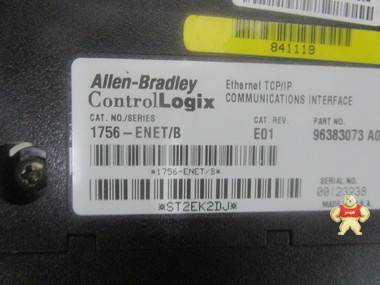 841119
Allen-Bradley
ControlLogix
Ethernet TCP/IP
COMMUNICATIONS INTERFACE
CAT. NO./SERIES
CAT. REV.
PART NO.
1756-ENET/B
E01
96383073 A0
*1756-ENET/B*
SERIAL NO.
00123238
*ST2EK2DJ*